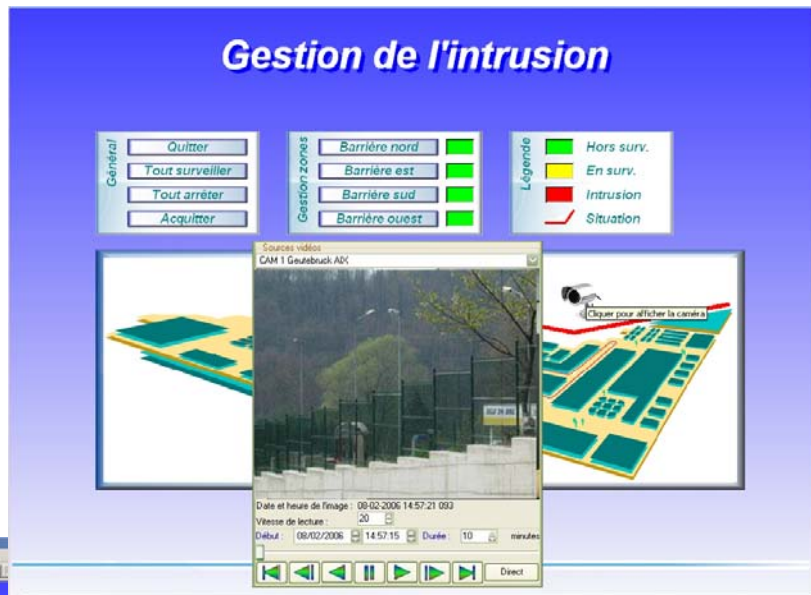 Gestion de l'intrusion
Général
Quitter
Tout surveiller
Tout arrêter
Acquitter
Gestion zones
Barrière nord
Barrière est
Barrière sud
Barrière ouest
Légende
Hors surv.
En surv.
Intrusion
Situation
Sources vidéos
CAM 1 Geutebruck AIX
Cliquer pour afficher la caméra
Date et heure de l'image : 08-02-2006 14:57:21 093
Vitesse de lecture : 20
Début : 08/02/2006 14:57:15 Durée : 10 minutes
Direct